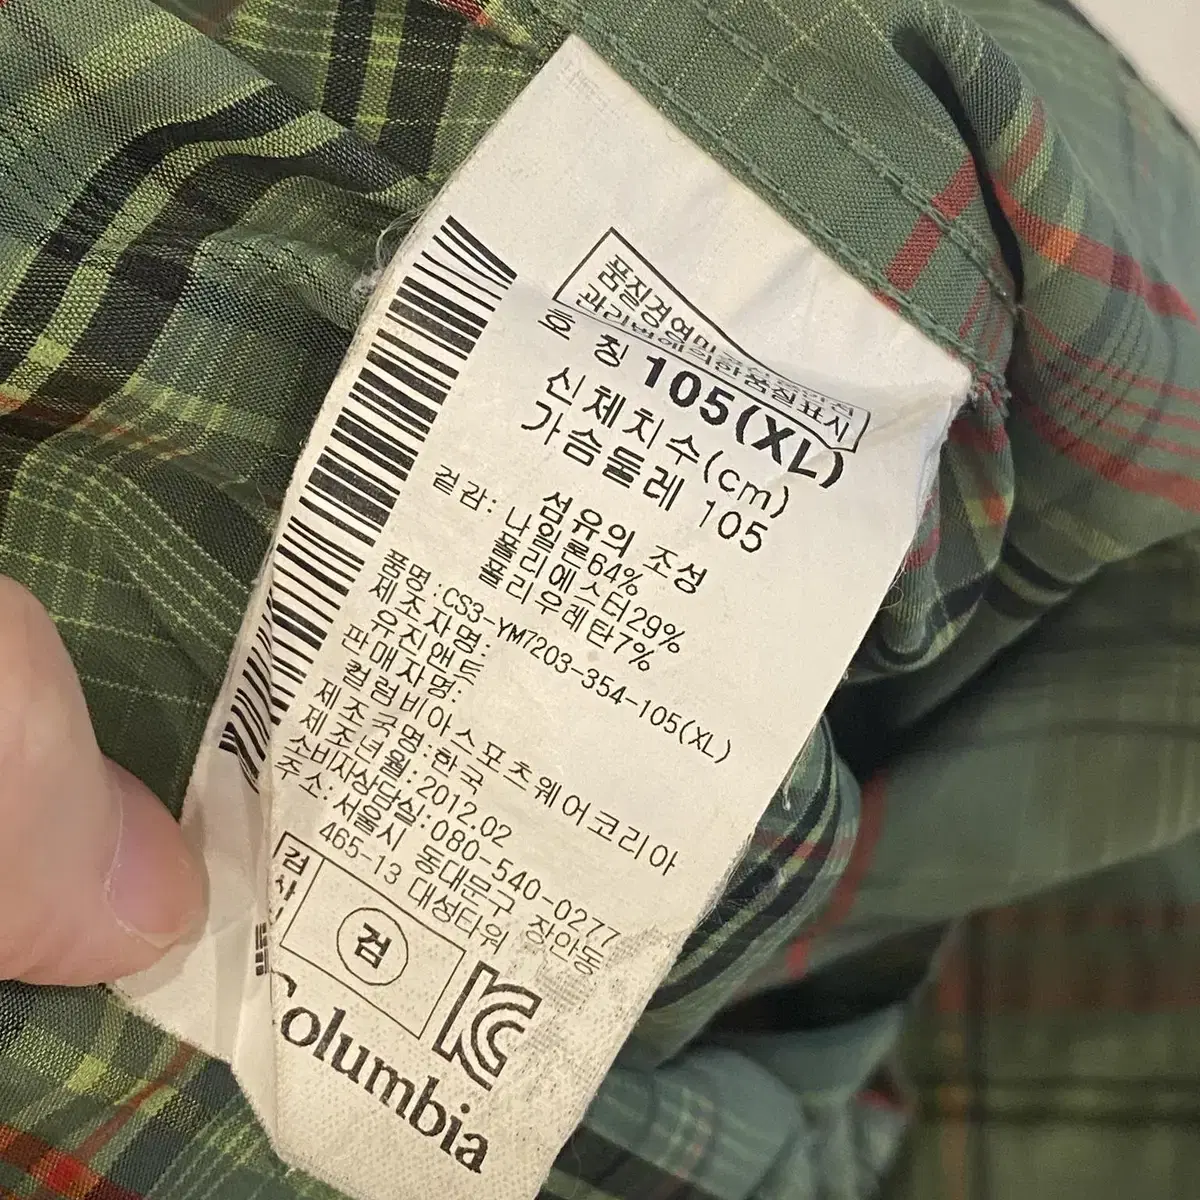 품질경영및공산품안전
관리법에의한품질표시
호 칭 105(XL)
신체치수(cm)
가슴둘레 105
섬유의 조성
겉감: 나일론64%
폴리에스터29%
폴리우레탄7%
품명:CS3-YM7203-354-105(XL)
제조자명:
유진앤트
판매자명:
컬럼비아스포츠웨어코리아
제조국명:한국
제조년월:2012.02
소비자상담실:080-540-0277
주소:서울시 동대문구 장안동
465-13 대성타워
검사
검
Columbia